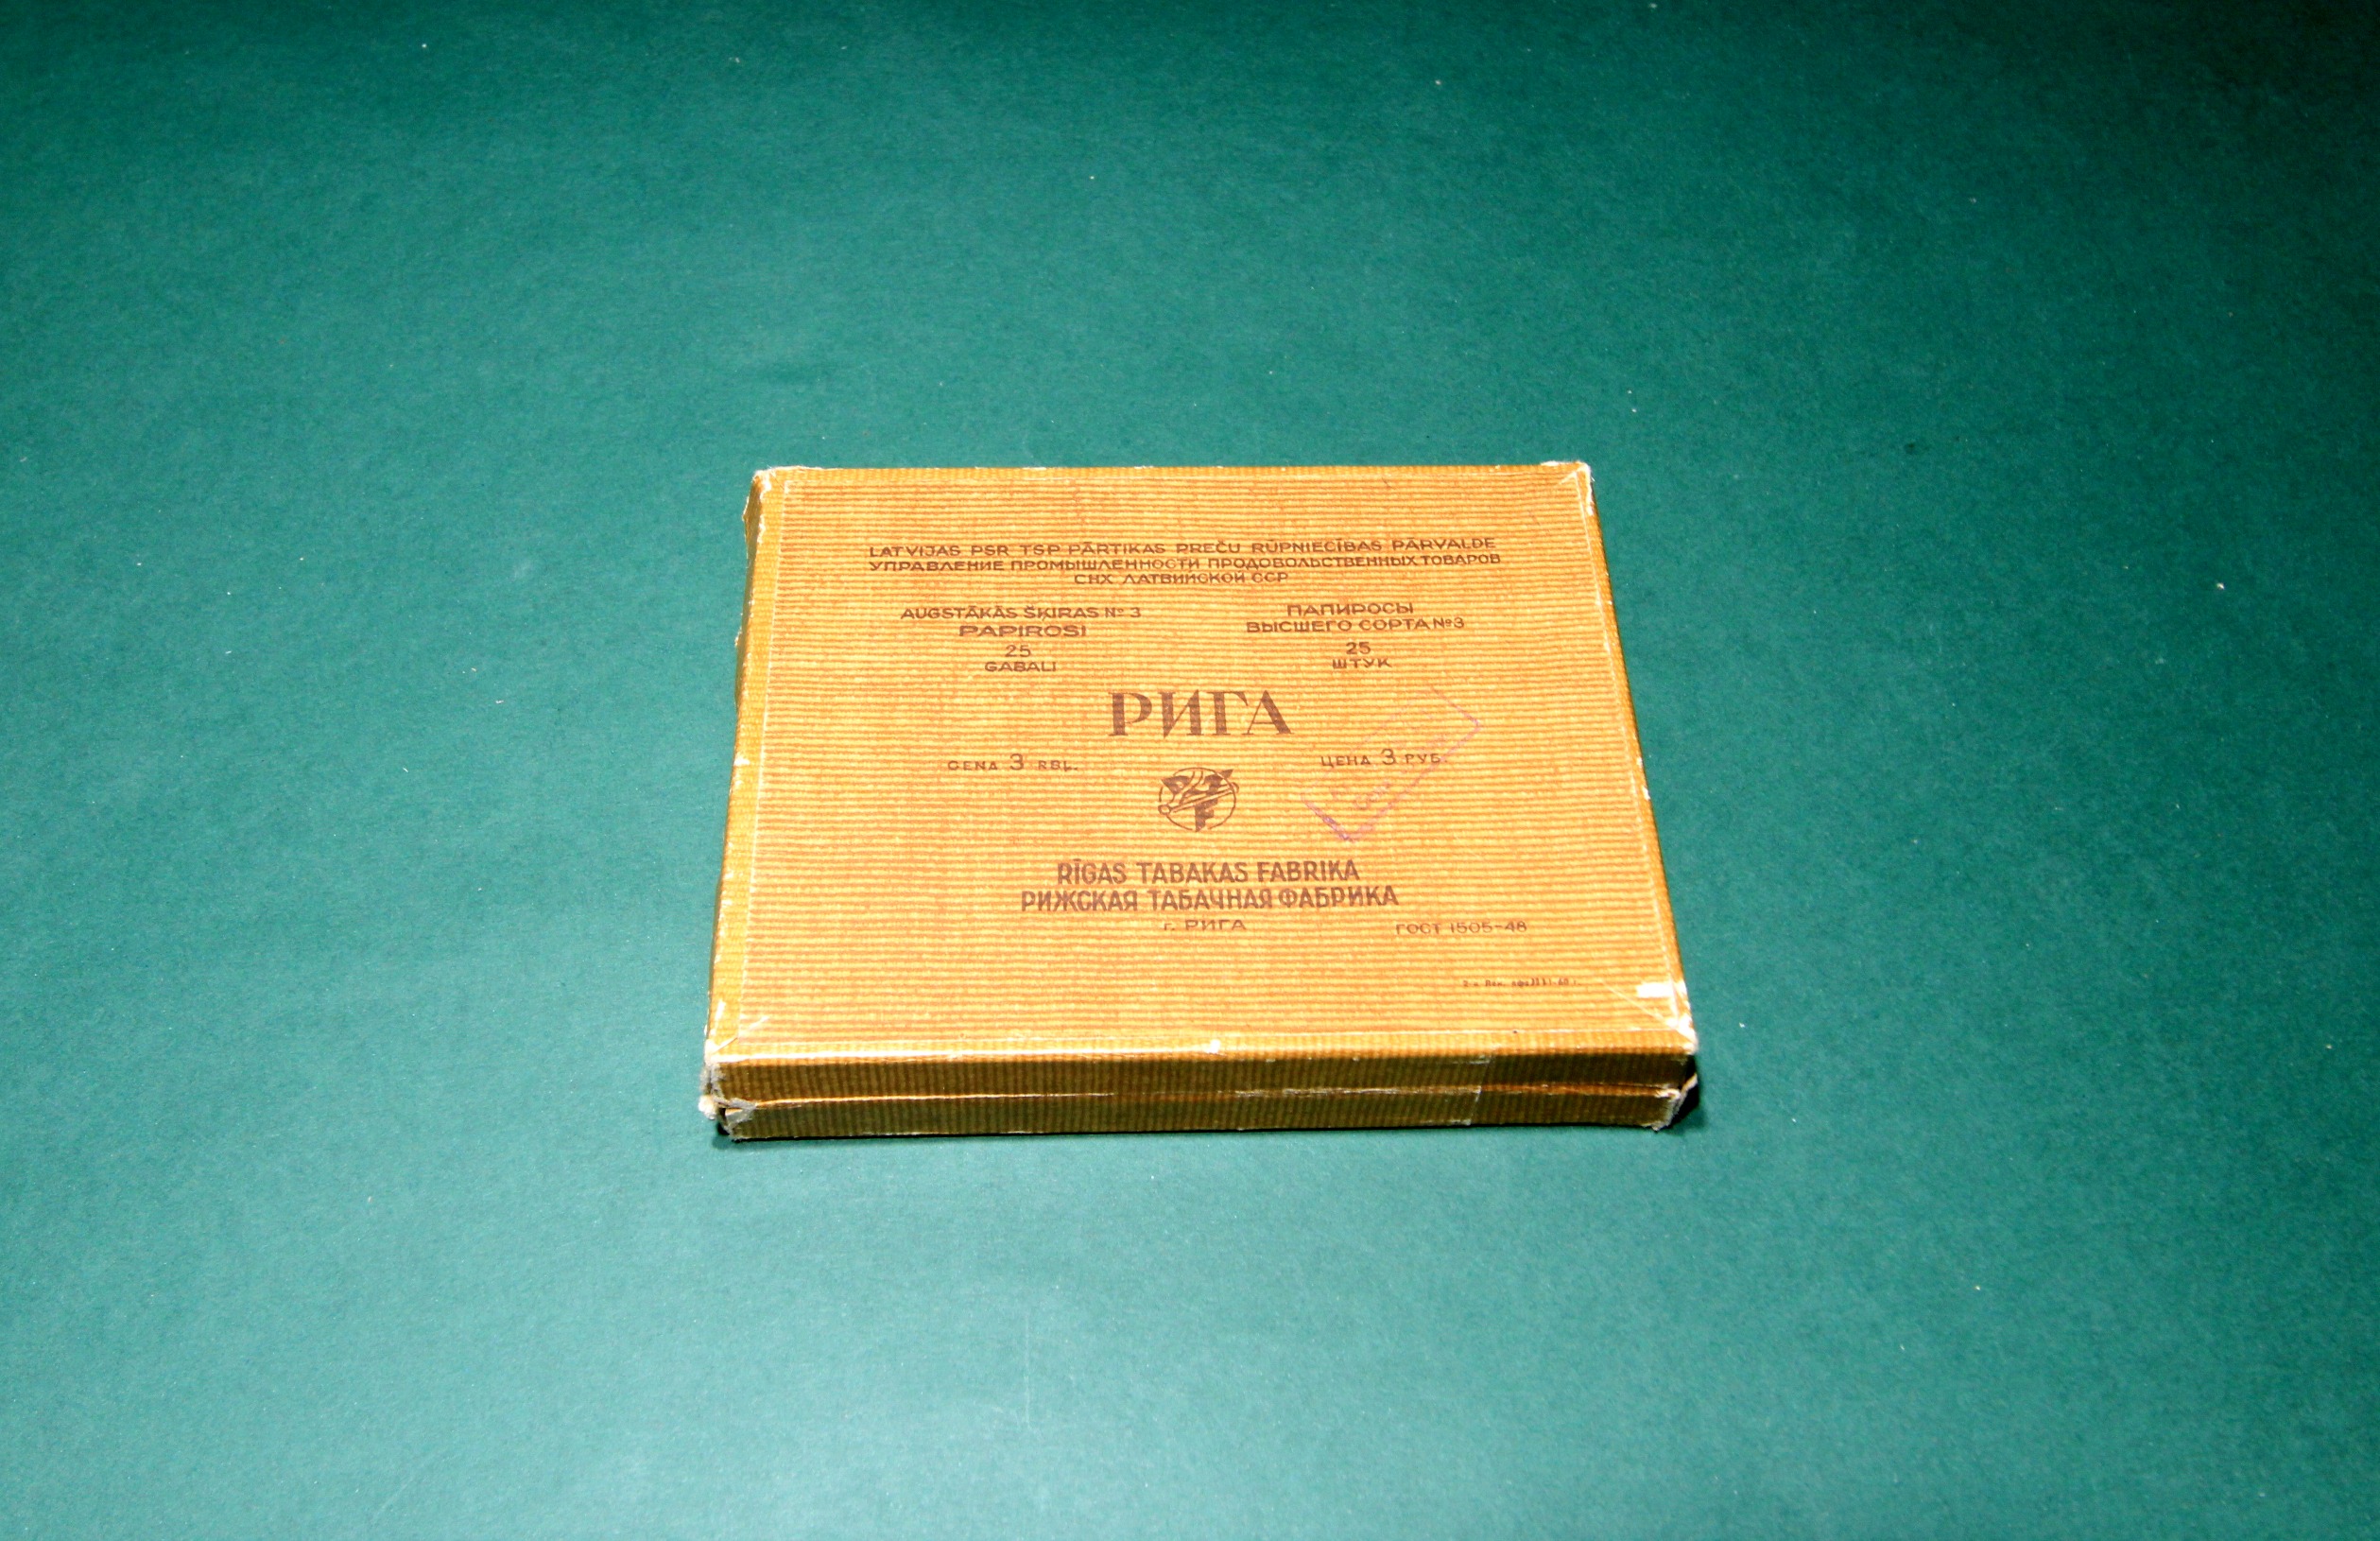 LATVIJAS PSR TSP PĀRTIKAS PREČU RŪPNIECĪBAS PĀRVALDE
УПРАВЛЕНИЕ ПРОМЫШЛЕННОСТИ ПРОДОВОЛЬСТВЕННЫХ ТОВАРОВ
СНХ ЛАТВИЙСКОЙ ССР
AUGSTĀKĀS ŠĶIRAS № 3
PAPIROSI
25
GABALI
ПАПИРОСЫ
ВЫСШЕГО СОРТА №3
25
ШТУК
РИГА
CENA 3 RBĻ.
ЦЕНА 3 РУБ.
RĪGAS TABAKAS FABRIKA
РИЖСКАЯ ТАБАЧНАЯ ФАБРИКА
г. РИГА
ГОСТ 1505-48